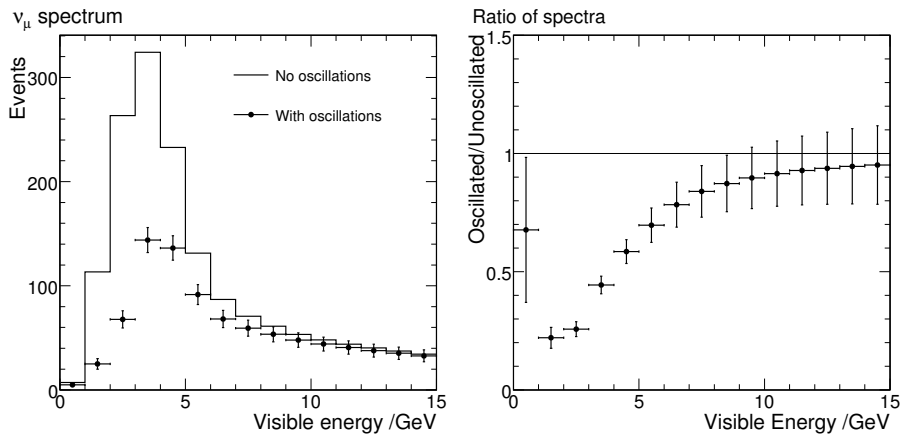 νμ spectrum
Events
300
200
100
0
No oscillations
With oscillations
0 5 10 15
Visible energy /GeV
Ratio of spectra
Oscillated/Unoscillated
1.5
1
0.5
0
0 5 10 15
Visible Energy /GeV